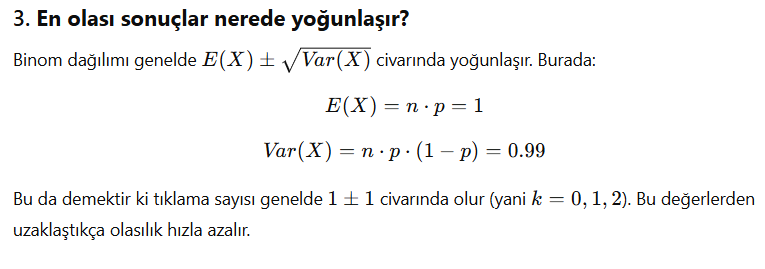 3. En olası sonuçlar nerede yoğunlaşır?
Binom dağılımı genelde E(X) ± √Var(X) civarında yoğunlaşır. Burada:
E(X) = n · p = 1
Var(X) = n · p · (1 − p) = 0.99
Bu da demektir ki tıklama sayısı genelde 1 ± 1 civarında olur (yani k = 0, 1, 2). Bu değerlerden
uzaklaştıkça olasılık hızla azalır.